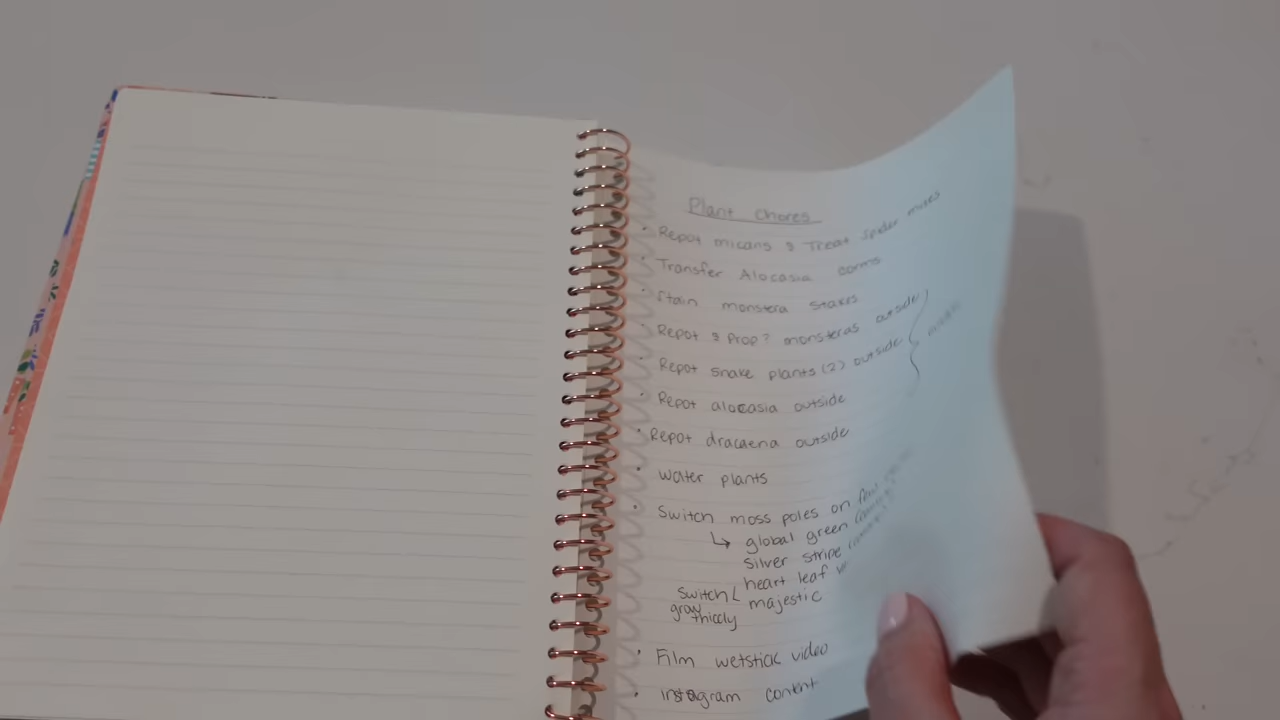 Plant Chores
• Repot micans & Treat spider mites
• Transfer Alocasia corms
• Stain monstera stakes
• Repot & Prop? monsteras outside
• Repot snake plants (2) outside
• Repot alocasia outside
• Repot dracaena outside
• water plants
• Switch moss poles on
↳ global green
silver stripe
heart leaf
Switch < majestic
gray thiccly
• Film wetstick video
• instagram content